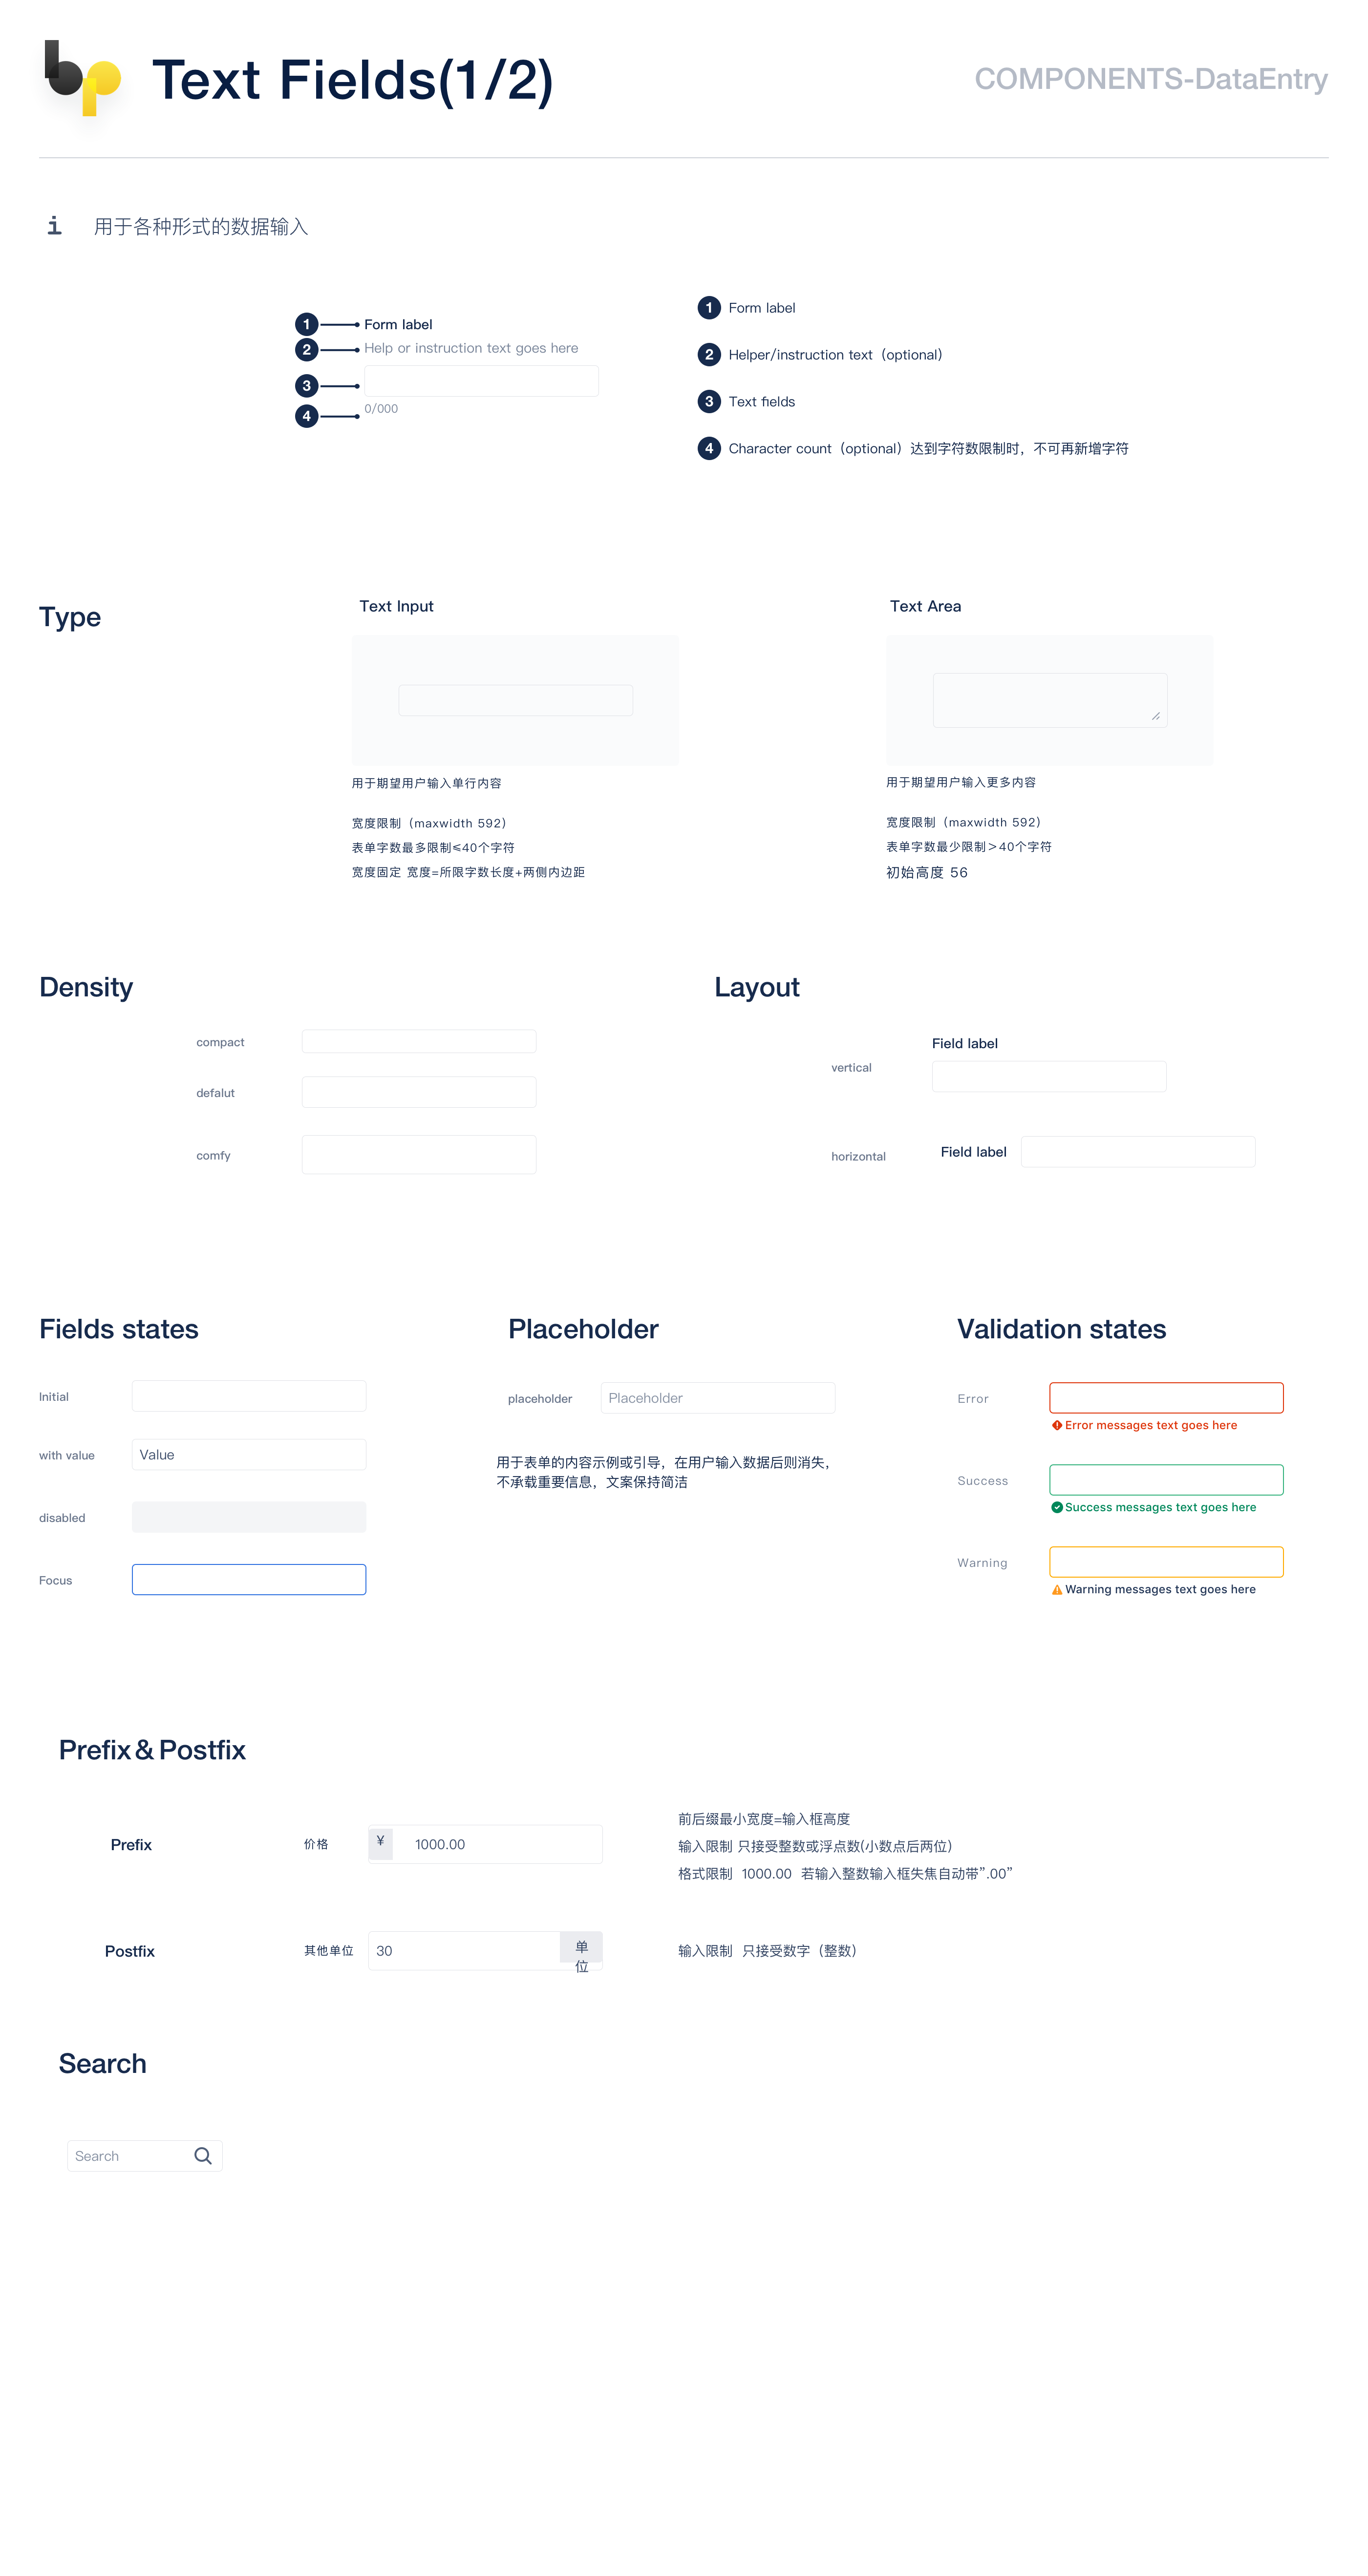 bp
Text Fields(1/2)
COMPONENTS-DataEntry
i 用于各种形式的数据输入
1 Form label
2 Help or instruction text goes here
3
4 0/000
1 Form label
2 Helper/instruction text（optional）
3 Text fields
4 Character count（optional）达到字符数限制时，不可再新增字符
Type
Text Input
用于期望用户输入单行内容
宽度限制（maxwidth 592）
表单字数最多限制≤40个字符
宽度固定 宽度=所限字数长度+两侧内边距
Text Area
用于期望用户输入更多内容
宽度限制（maxwidth 592）
表单字数最少限制＞40个字符
初始高度 56
Density
compact
defalut
comfy
Layout
vertical
Field label
horizontal
Field label
Fields states
Initial
with value
Value
disabled
Focus
Placeholder
placeholder
Placeholder
用于表单的内容示例或引导，在用户输入数据后则消失，
不承载重要信息，文案保持简洁
Validation states
Error
Error messages text goes here
Success
Success messages text goes here
Warning
Warning messages text goes here
Prefix & Postfix
Prefix
价格
¥
1000.00
前后缀最小宽度=输入框高度
输入限制 只接受整数或浮点数(小数点后两位)
格式限制 1000.00 若输入整数输入框失焦自动带”.00”
Postfix
其他单位
30
单
位
输入限制 只接受数字（整数）
Search
Search